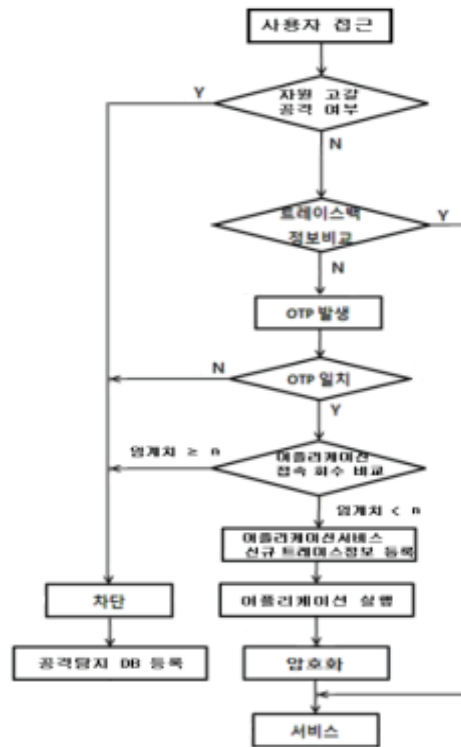 사용자 접근
자원 고갈
공격 여부
Y
N
트레이스백
정보비교
Y
N
OTP 발생
OTP 일치
N
Y
어플리케이션
접속 회수 비교
임계치 ≥ n
임계치 < n
어플리케이션서비스
신규 트레이스정보 등록
차단
어플리케이션 실행
공격탐지 DB 등록
암호화
서비스